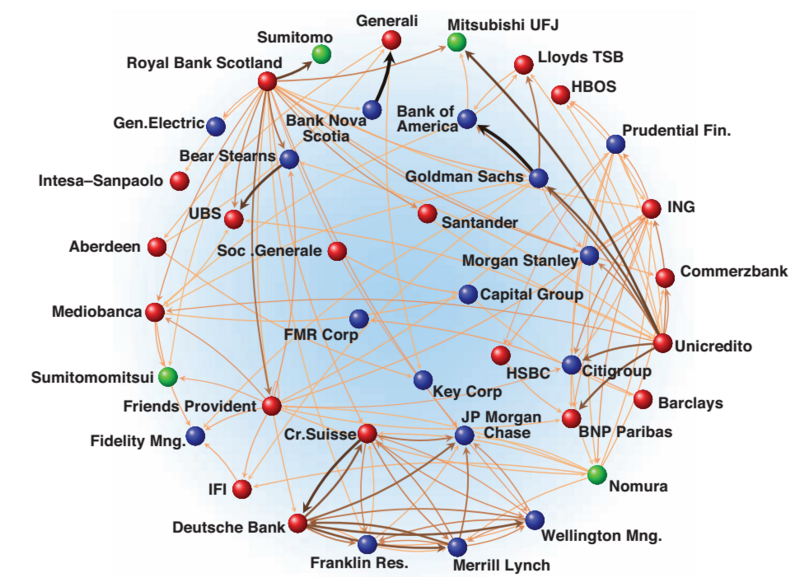 Generali
Mitsubishi UFJ
Sumitomo
Royal Bank Scotland
Lloyds TSB
HBOS
Gen.Electric
Bank Nova
Scotia
Bank of
America
Prudential Fin.
Bear Stearns
Goldman Sachs
Intesa–Sanpaolo
UBS
Santander
ING
Aberdeen
Soc .Generale
Morgan Stanley
Commerzbank
Mediobanca
Capital Group
FMR Corp
Unicredito
Sumitomomitsui
HSBC
Citigroup
Key Corp
Barclays
Friends Provident
JP Morgan
Chase
BNP Paribas
Fidelity Mng.
Cr.Suisse
IFI
Nomura
Deutsche Bank
Wellington Mng.
Franklin Res.
Merrill Lynch